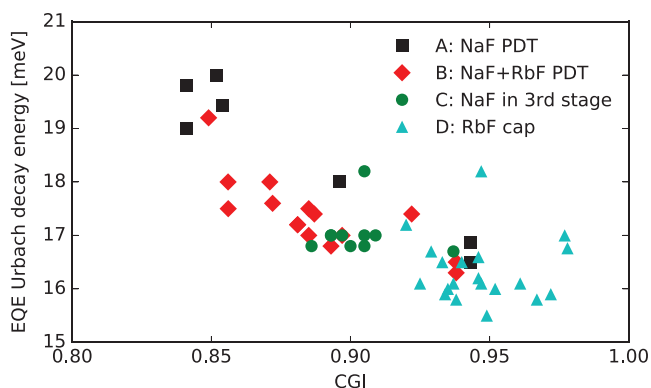 21
20
19
18
17
16
15
EQE Urbach decay energy [meV]
A: NaF PDT
B: NaF+RbF PDT
C: NaF in 3rd stage
D: RbF cap
0.80 0.85 0.90 0.95 1.00
CGI